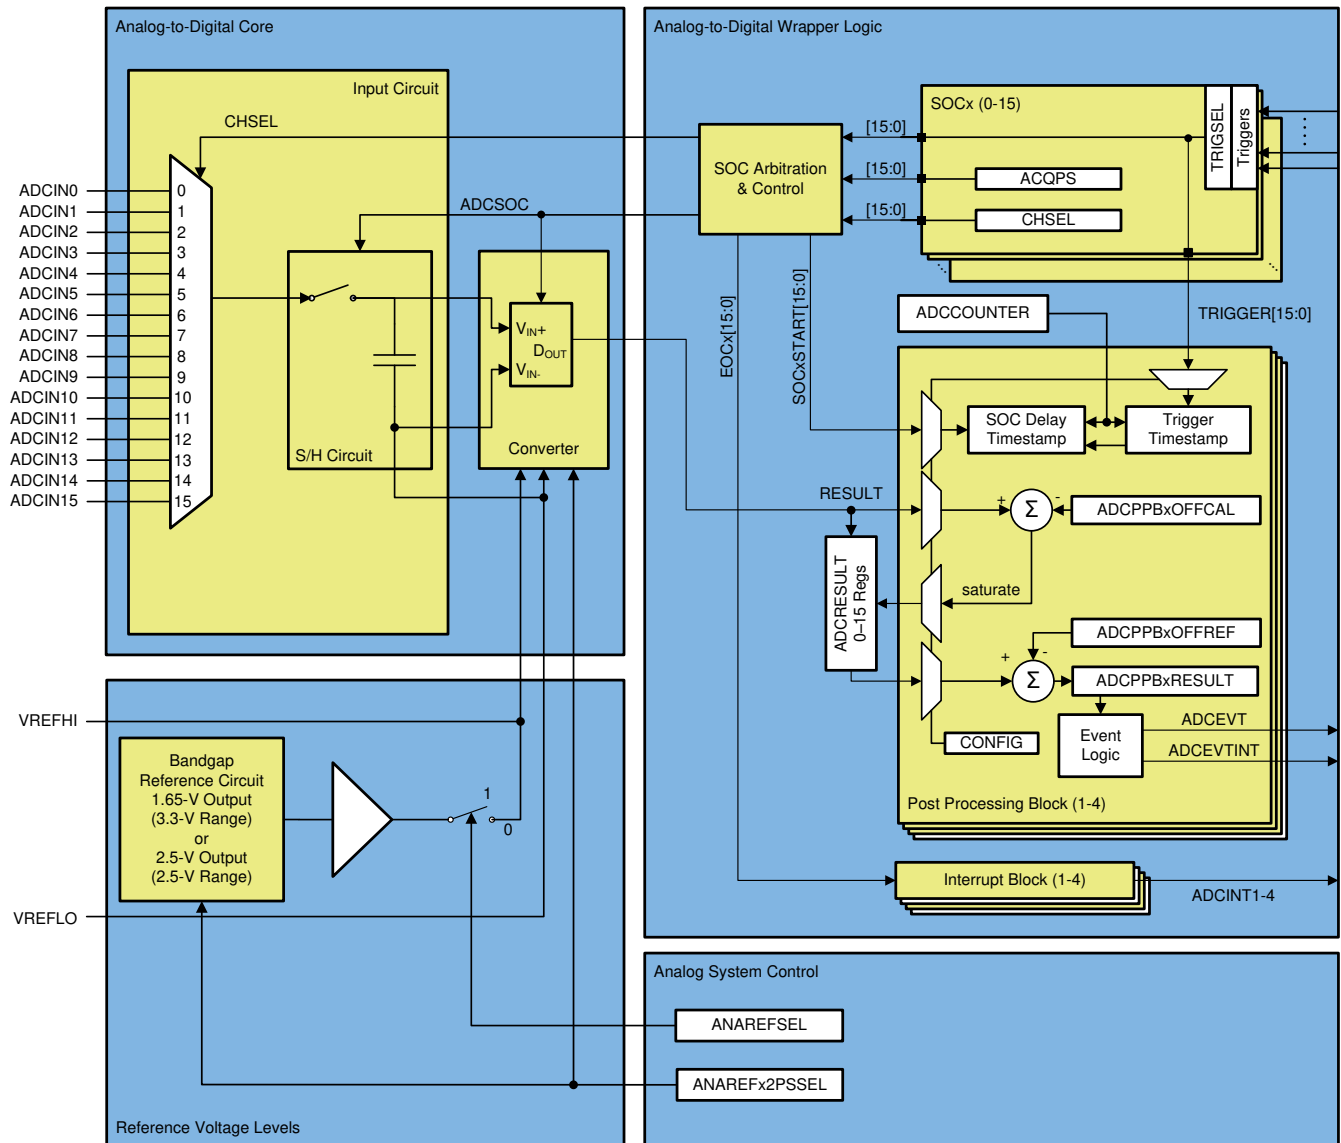 Analog-to-Digital Core
Input Circuit
CHSEL
ADCIN0
ADCIN1
ADCIN2
ADCIN3
ADCIN4
ADCIN5
ADCIN6
ADCIN7
ADCIN8
ADCIN9
ADCIN10
ADCIN11
ADCIN12
ADCIN13
ADCIN14
ADCIN15
0
1
2
3
4
5
6
7
8
9
10
11
12
13
14
15
ADCSOC
S/H Circuit
VIN+
DOUT
VIN-
Converter
Analog-to-Digital Wrapper Logic
SOC Arbitration
& Control
[15:0]
[15:0]
[15:0]
SOCx (0-15)
TRIGSEL
Triggers
ACQPS
CHSEL
EOCx[15:0]
SOCxSTART[15:0]
ADCCOUNTER
TRIGGER[15:0]
SOC Delay
Timestamp
Trigger
Timestamp
RESULT
+
Σ
-
ADCPPBxOFFCAL
ADCRESULT
0–15 Regs
saturate
ADCPPBxOFFREF
+
-
Σ
ADCPPBxRESULT
CONFIG
Event
Logic
ADCEVT
ADCEVTINT
Post Processing Block (1-4)
Interrupt Block (1-4)
ADCINT1-4
VREFHI
Bandgap
Reference Circuit
1.65-V Output
(3.3-V Range)
or
2.5-V Output
(2.5-V Range)
1
0
VREFLO
Reference Voltage Levels
Analog System Control
ANAREFSEL
ANAREFx2PSSEL